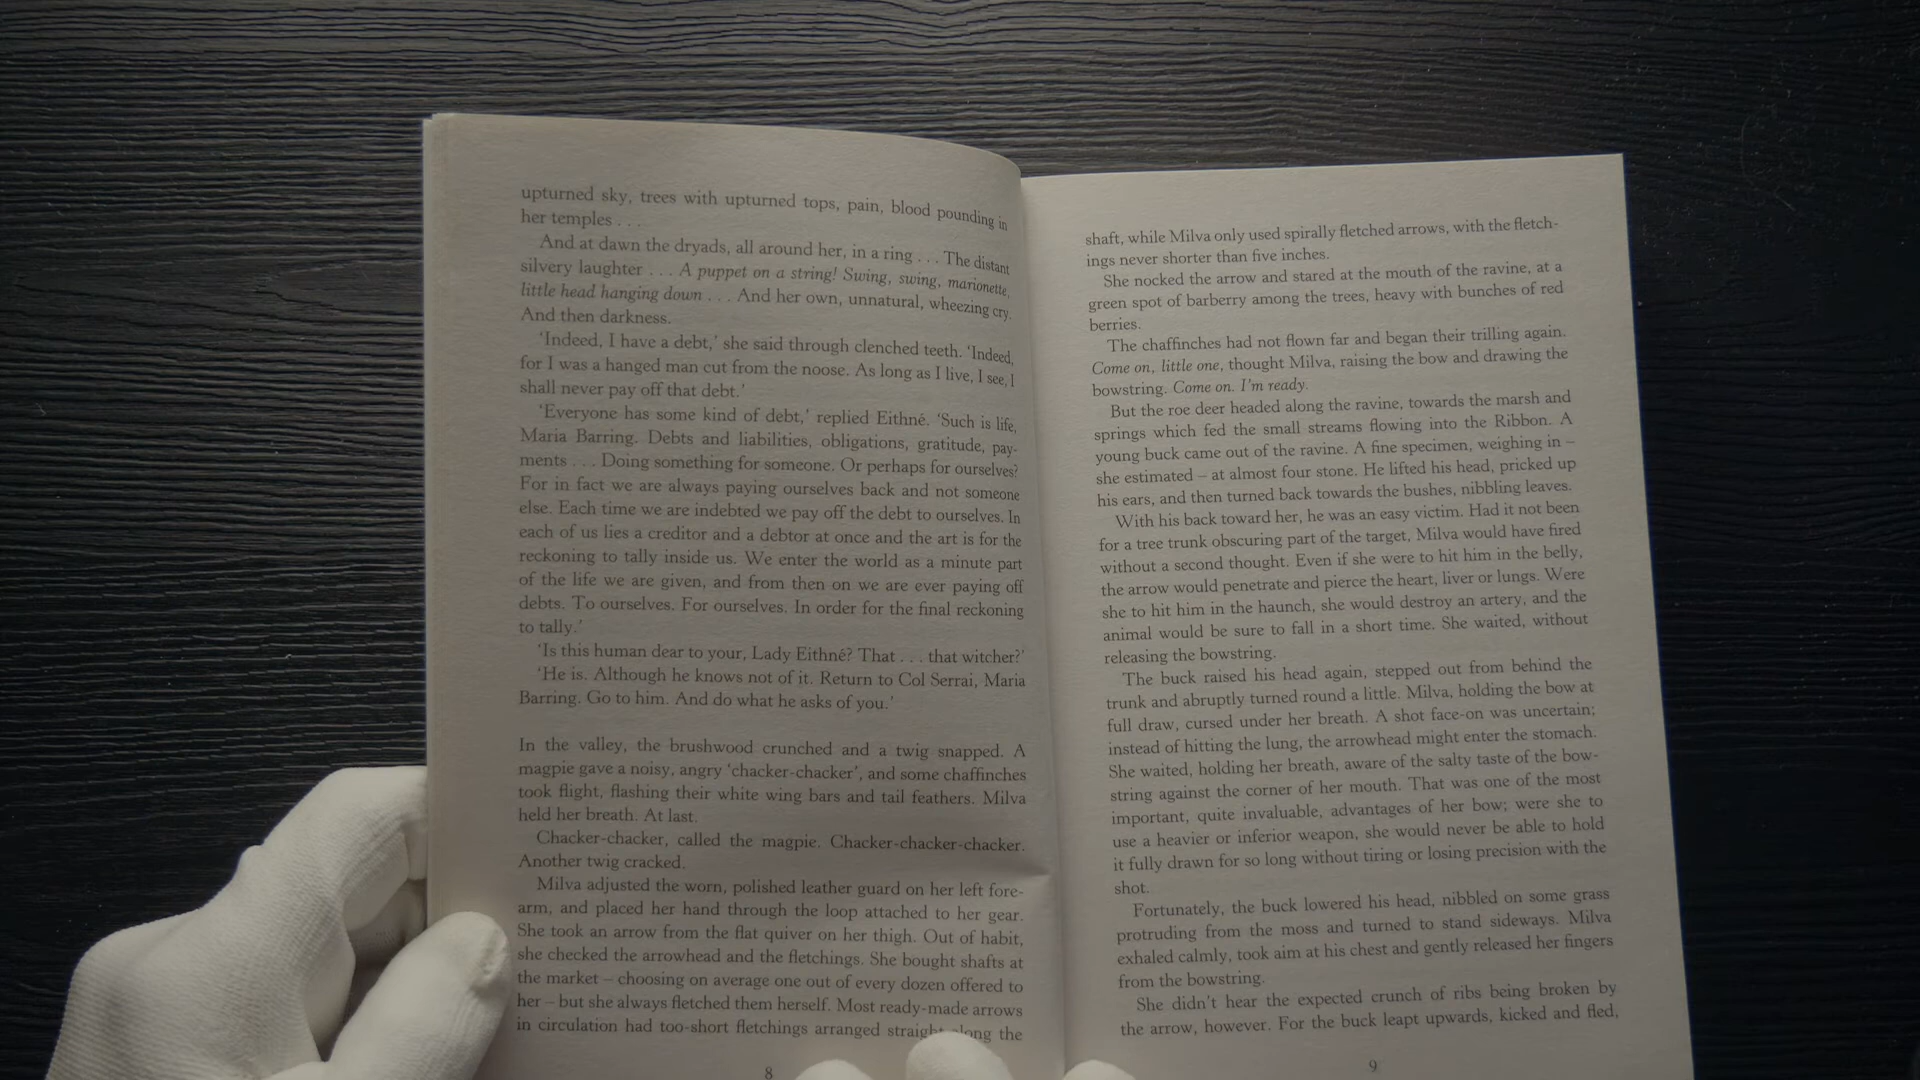 upturned sky, trees with upturned tops, pain, blood pounding in
her temples . . .
And at dawn the dryads, all around her, in a ring . . . The distant
silvery laughter . . . A puppet on a string! Swing, swing, marionette,
little head hanging down . . . And her own, unnatural, wheezing cry.
And then darkness.
‘Indeed, I have a debt,’ she said through clenched teeth. ‘Indeed,
for I was a hanged man cut from the noose. As long as I live, I see, I
shall never pay off that debt.’
‘Everyone has some kind of debt,’ replied Eithné. ‘Such is life,
Maria Barring. Debts and liabilities, obligations, gratitude, pay-
ments . . . Doing something for someone. Or perhaps for ourselves?
For in fact we are always paying ourselves back and not someone
else. Each time we are indebted we pay off the debt to ourselves. In
each of us lies a creditor and a debtor at once and the art is for the
reckoning to tally inside us. We enter the world as a minute part
of the life we are given, and from then on we are ever paying off
debts. To ourselves. For ourselves. In order for the final reckoning
to tally.’
‘Is this human dear to your, Lady Eithné? That . . . that witcher?’
‘He is. Although he knows not of it. Return to Col Serrai, Maria
Barring. Go to him. And do what he asks of you.’
In the valley, the brushwood crunched and a twig snapped. A
magpie gave a noisy, angry ‘chacker-chacker’, and some chaffinches
took flight, flashing their white wing bars and tail feathers. Milva
held her breath. At last.
Chacker-chacker, called the magpie. Chacker-chacker-chacker.
Another twig cracked.
Milva adjusted the worn, polished leather guard on her left fore-
arm, and placed her hand through the loop attached to her gear.
She took an arrow from the flat quiver on her thigh. Out of habit,
she checked the arrowhead and the fletchings. She bought shafts at
the market – choosing on average one out of every dozen offered to
her – but she always fletched them herself. Most ready-made arrows
in circulation had too-short fletchings arranged straight along the
8
shaft, while Milva only used spirally fletched arrows, with the fletch-
ings never shorter than five inches.
She nocked the arrow and stared at the mouth of the ravine, at a
green spot of barberry among the trees, heavy with bunches of red
berries.
The chaffinches had not flown far and began their trilling again.
Come on, little one, thought Milva, raising the bow and drawing the
bowstring. Come on. I’m ready.
But the roe deer headed along the ravine, towards the marsh and
springs which fed the small streams flowing into the Ribbon. A
young buck came out of the ravine. A fine specimen, weighing in –
she estimated – at almost four stone. He lifted his head, pricked up
his ears, and then turned back towards the bushes, nibbling leaves.
With his back toward her, he was an easy victim. Had it not been
for a tree trunk obscuring part of the target, Milva would have fired
without a second thought. Even if she were to hit him in the belly,
the arrow would penetrate and pierce the heart, liver or lungs. Were
she to hit him in the haunch, she would destroy an artery, and the
animal would be sure to fall in a short time. She waited, without
releasing the bowstring.
The buck raised his head again, stepped out from behind the
trunk and abruptly turned round a little. Milva, holding the bow at
full draw, cursed under her breath. A shot face-on was uncertain;
instead of hitting the lung, the arrowhead might enter the stomach.
She waited, holding her breath, aware of the salty taste of the bow-
string against the corner of her mouth. That was one of the most
important, quite invaluable, advantages of her bow; were she to
use a heavier or inferior weapon, she would never be able to hold
it fully drawn for so long without tiring or losing precision with the
shot.
Fortunately, the buck lowered his head, nibbled on some grass
protruding from the moss and turned to stand sideways. Milva
exhaled calmly, took aim at his chest and gently released her fingers
from the bowstring.
She didn’t hear the expected crunch of ribs being broken by
the arrow, however. For the buck leapt upwards, kicked and fled,
9